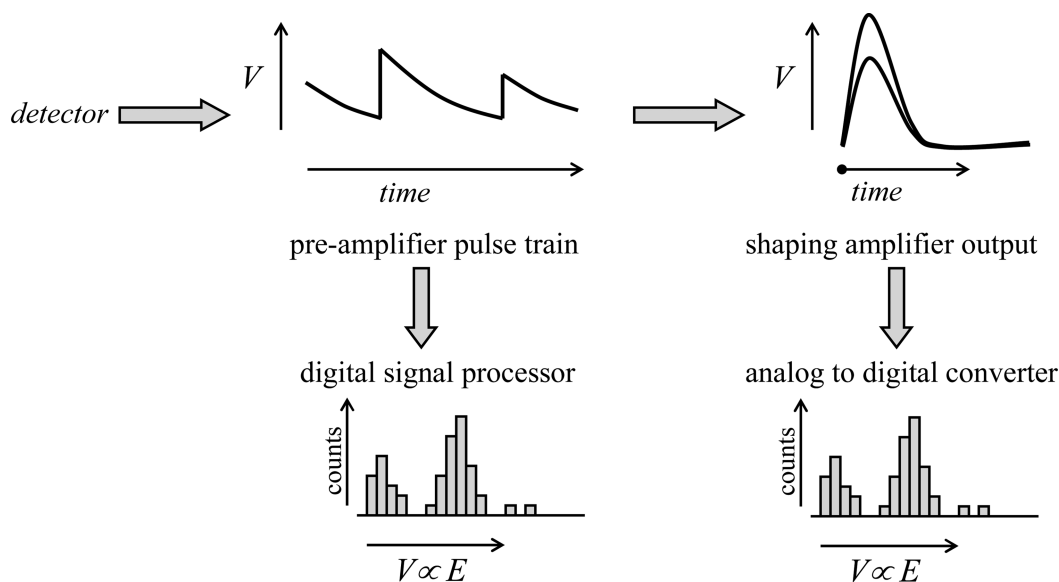 V
V
detector
time
time
pre-amplifier pulse train
shaping amplifier output
digital signal processor
analog to digital converter
counts
counts
V∝E
V∝E